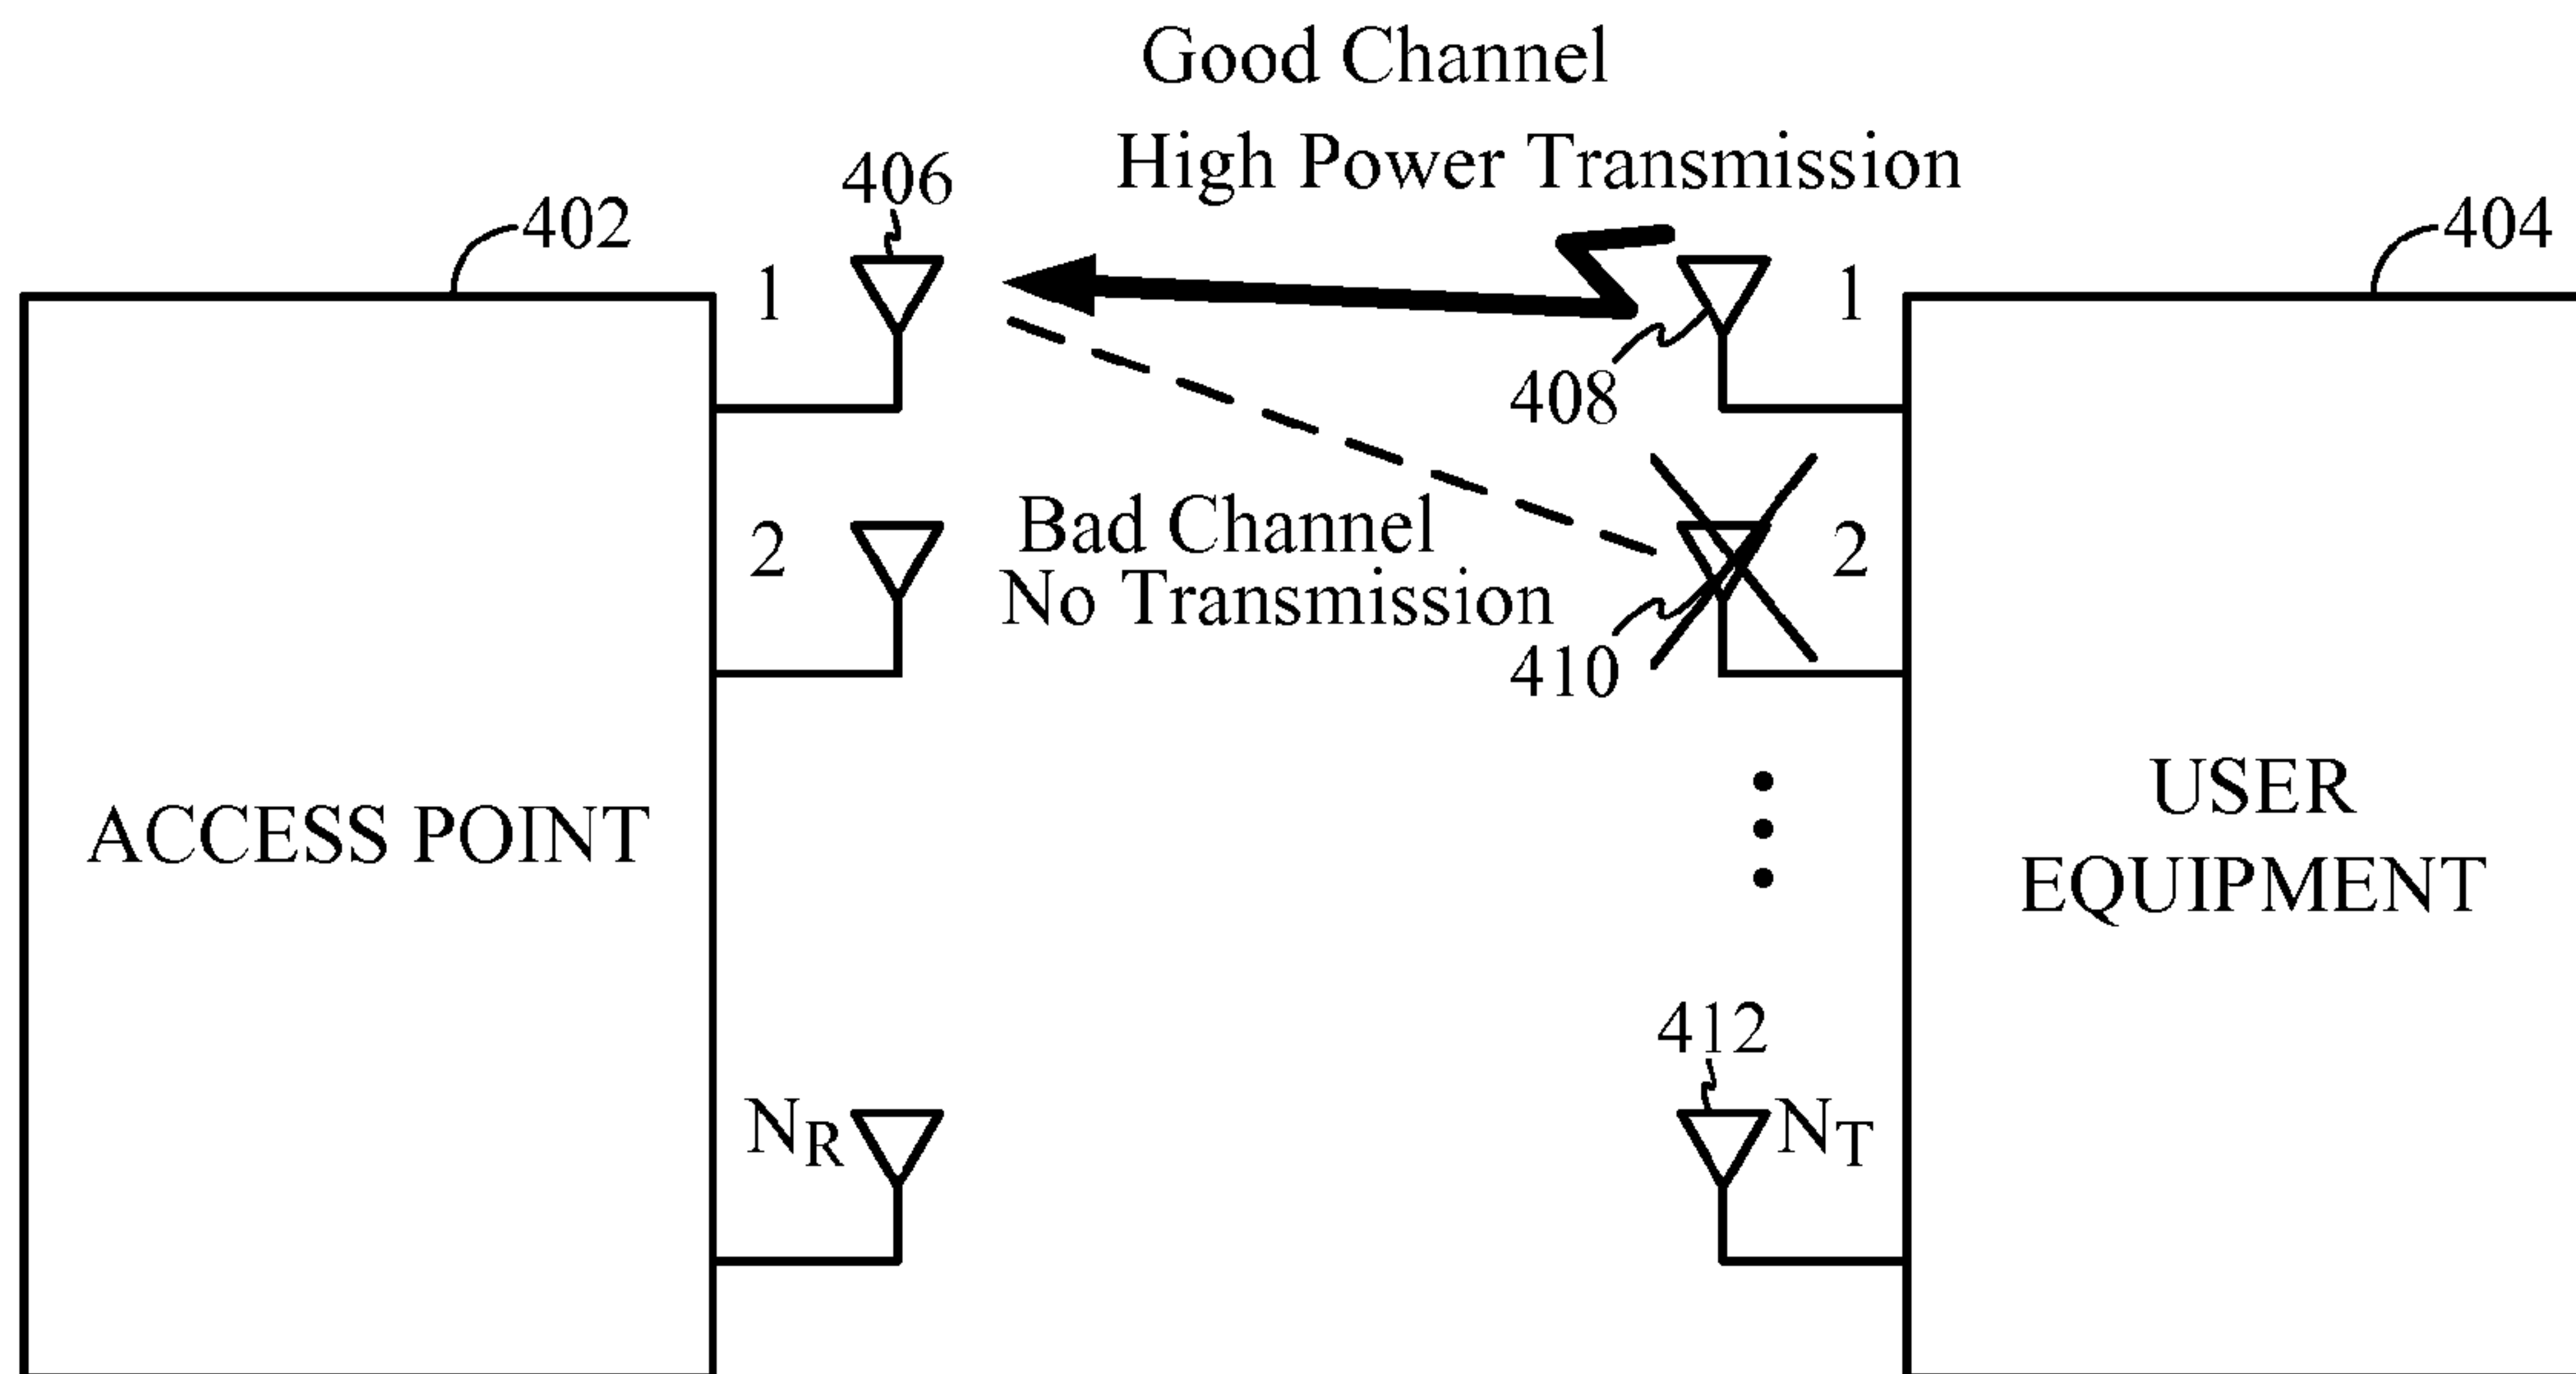 Good Channel
High Power Transmission
406
402
404
1
1
408
2
Bad Channel
No Transmission
2
410
ACCESS POINT
USER
EQUIPMENT
412
NR
NT